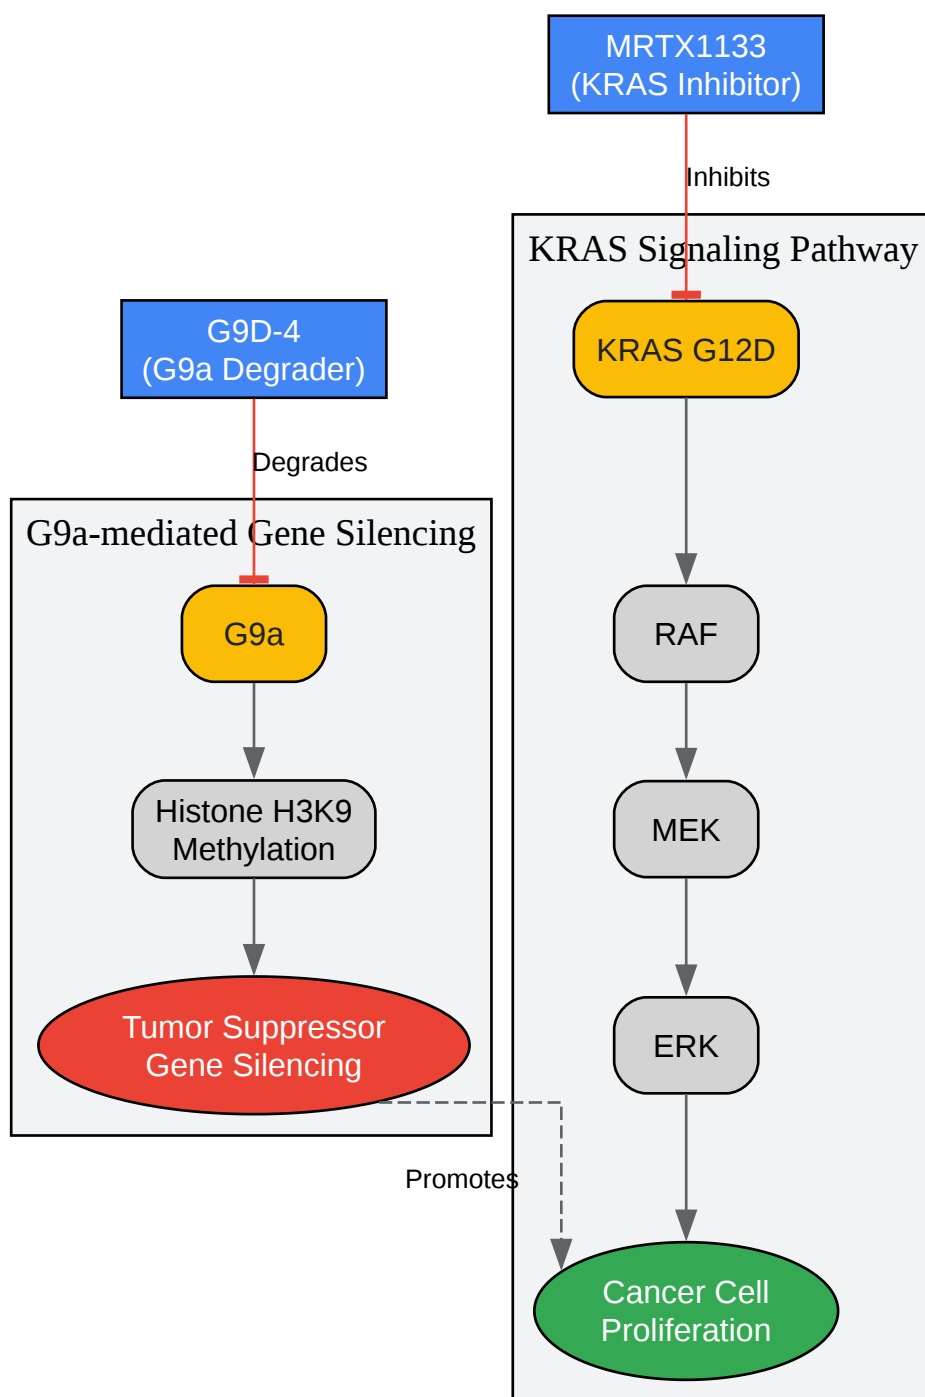 MRTX1133
(KRAS Inhibitor)
Inhibits
KRAS Signaling Pathway
KRAS G12D
G9D-4
(G9a Degrader)
Degrades
G9a-mediated Gene Silencing
G9a
RAF
Histone H3K9
Methylation
MEK
Tumor Suppressor
Gene Silencing
ERK
Promotes
Cancer Cell
Proliferation